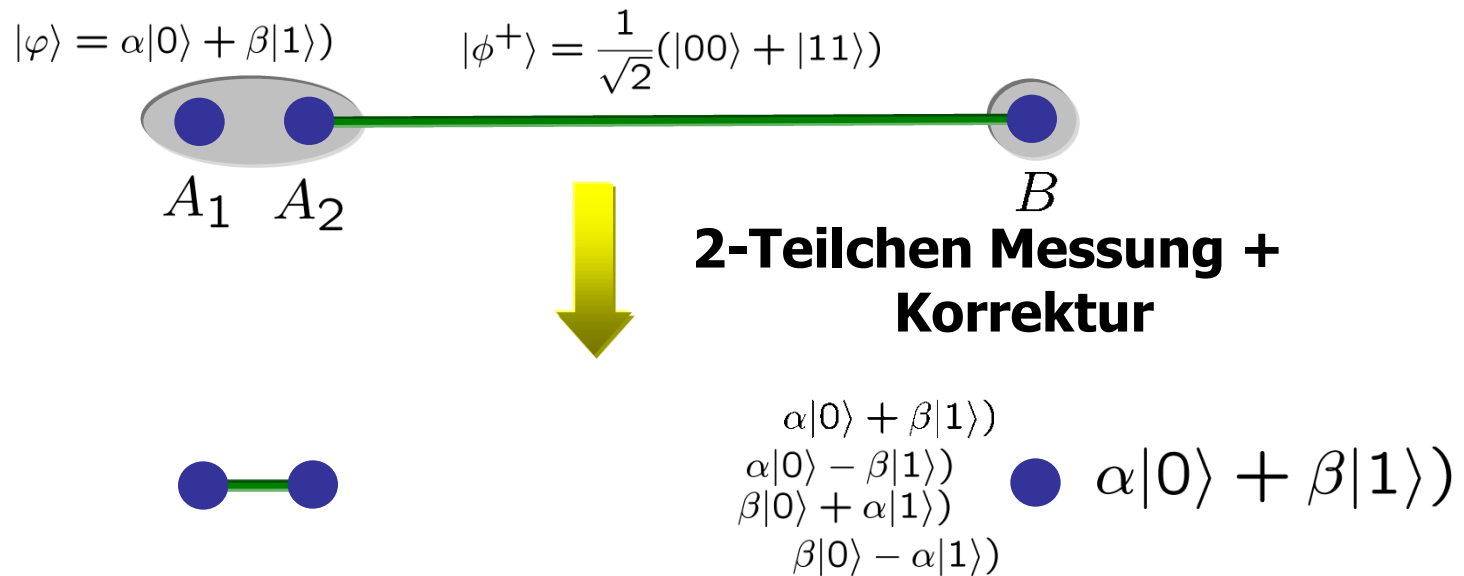 |φ⟩ = α|0⟩ + β|1⟩)
|ϕ⁺⟩ = 1/√2(|00⟩ + |11⟩)
A₁ A₂
B
2-Teilchen Messung +
Korrektur
α|0⟩ + β|1⟩)
α|0⟩ − β|1⟩)
β|0⟩ + α|1⟩)
β|0⟩ − α|1⟩)
α|0⟩ + β|1⟩)